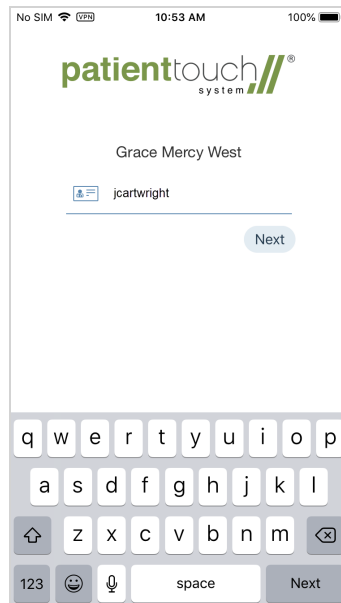 No SIM VPN 10:53 AM 100%
patienttouch®
system
Grace Mercy West
jcartwright
Next
q w e r t y u i o p
a s d f g h j k l
z x c v b n m
123 space Next